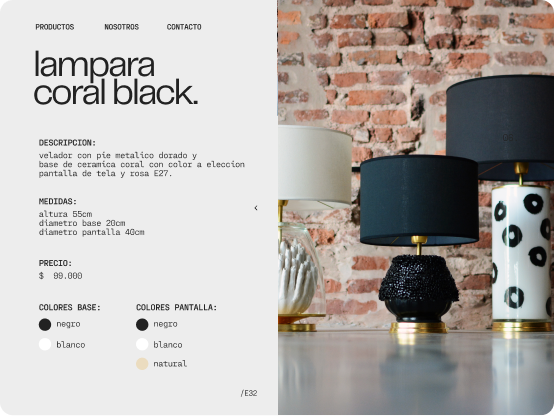 PRODUCTOS NOSOTROS CONTACTO
lampara
coral black.
DESCRIPCION:
velador con pie metalico dorado y
base de ceramica coral con color a eleccion
pantalla de tela y rosa E27.
MEDIDAS:
altura 55cm
diametro base 20cm
diametro pantalla 40cm
PRECIO:
$ 99.000
COLORES BASE:
negro
blanco
COLORES PANTALLA:
negro
blanco
natural
/E32